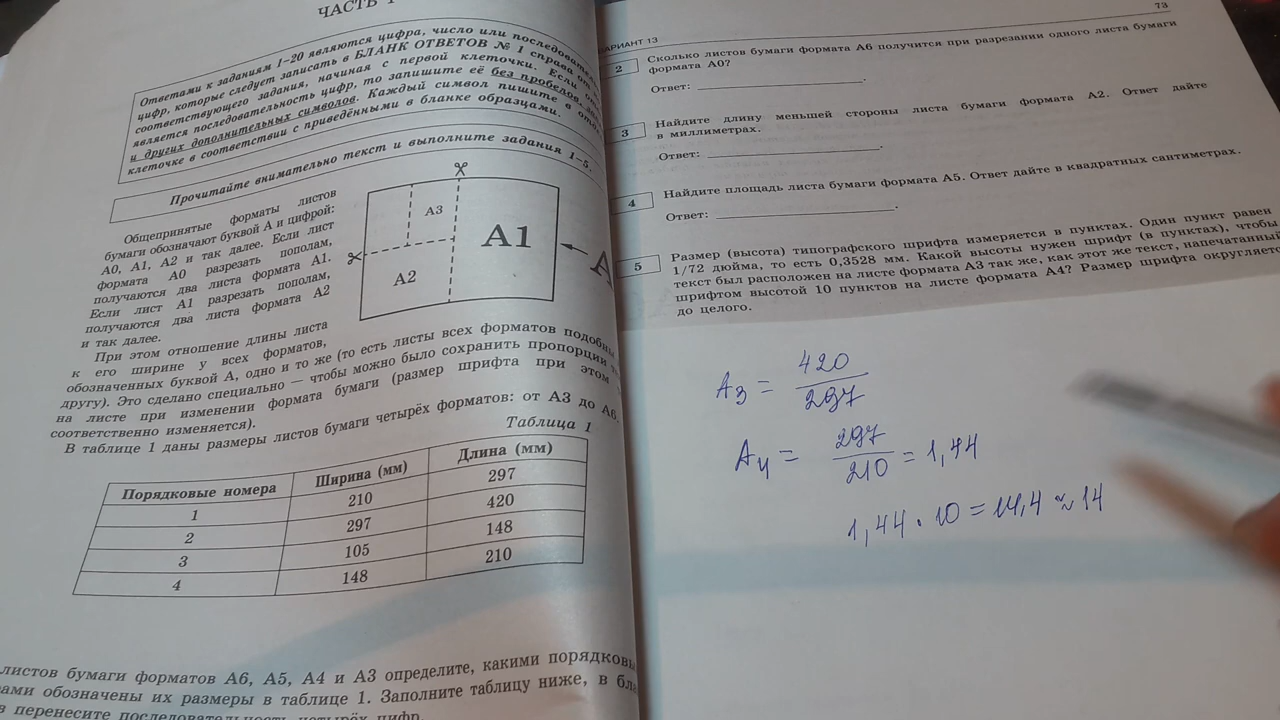 ЧАСТЬ 1
Ответами к заданиям 1–20 являются цифра, число или
цифр, которые следует записать в БЛАНК ОТВЕТОВ № 1 справа от
соответствующего задания, начиная с первой клеточки. Если
является последовательность цифр, то запишите её без пробелов,
и других дополнительных символов. Каждый символ пишите в
клеточке в соответствии с приведёнными в бланке образцами.
Прочитайте внимательно текст и выполните задания 1–5.
Общепринятые форматы листов
бумаги обозначают буквой А и цифрой:
А0, А1, А2 и так далее. Если лист
формата А0 разрезать пополам,
получаются два листа формата А1.
Если лист А1 разрезать пополам,
получаются два листа формата А2
и так далее.
А3
А1
А2
А
При этом отношение длины листа
к его ширине у всех форматов,
обозначенных буквой А, одно и то же (то есть листы всех форматов подобны
другу). Это сделано специально — чтобы можно было сохранить пропорции
на листе при изменении формата бумаги (размер шрифта при этом
соответственно изменяется).
В таблице 1 даны размеры листов бумаги четырёх форматов: от А3 до А6.
Таблица 1
Порядковые номера Ширина (мм) Длина (мм)
1 210 297
2 297 420
3 105 148
4 148 210
листов бумаги форматов А6, А5, А4 и А3 определите, какими
обозначены их размеры в таблице 1. Заполните таблицу ниже, в
перенесите последовательность четырёх цифр.
ВАРИАНТ 13
73
2 Сколько листов бумаги формата А6 получится при разрезании одного листа бумаги
формата А0?
Ответ: ______________________.
3 Найдите длину меньшей стороны листа бумаги формата А2. Ответ дайте
в миллиметрах.
Ответ: ______________________.
4 Найдите площадь листа бумаги формата А5. Ответ дайте в квадратных сантиметрах.
Ответ: ______________________.
5 Размер (высота) типографского шрифта измеряется в пунктах. Один пункт равен
1/72 дюйма, то есть 0,3528 мм. Какой высоты нужен шрифт (в пунктах), чтобы
текст был расположен на листе формата А3 так же, как этот же текст, напечатанный
шрифтом высотой 10 пунктов на листе формата А4? Размер шрифта округляется
до целого.
А3 = 420/297
А4 = 297/210 = 1,44
1,44 · 10 = 14,4 ≈ 14